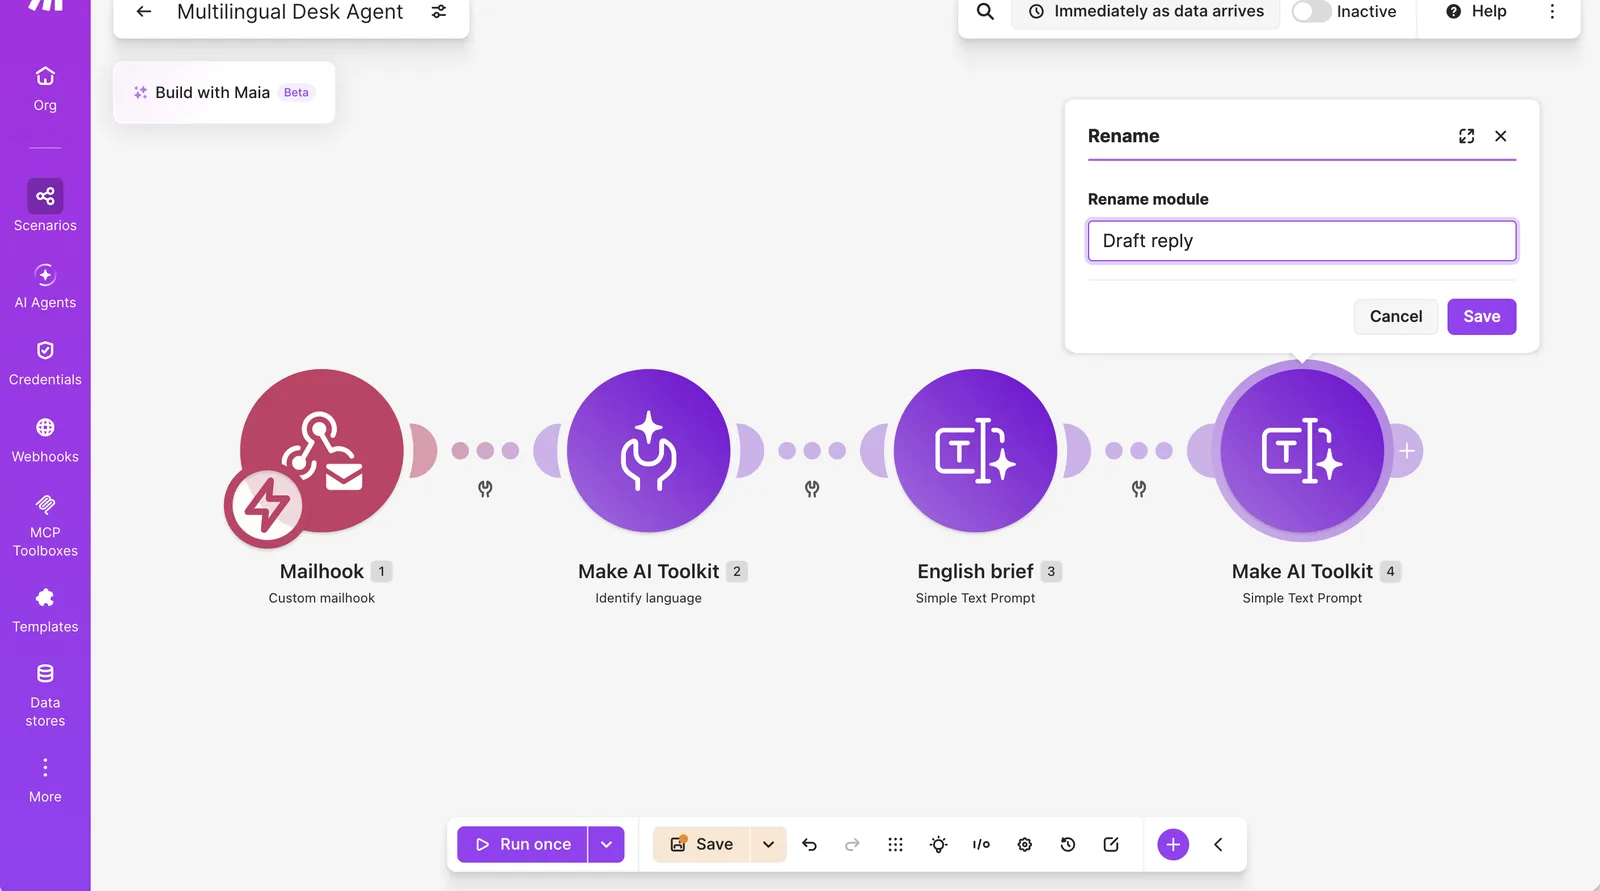 Multilingual Desk Agent
Immediately as data arrives
Inactive
Help
Org
Scenarios
AI Agents
Credentials
Webhooks
MCP
Toolboxes
Templates
Data
stores
More
Build with Maia Beta
Rename
Rename module
Draft reply
Cancel
Save
Mailhook 1
Custom mailhook
Make AI Toolkit 2
Identify language
English brief 3
Simple Text Prompt
Make AI Toolkit 4
Simple Text Prompt
Run once
Save